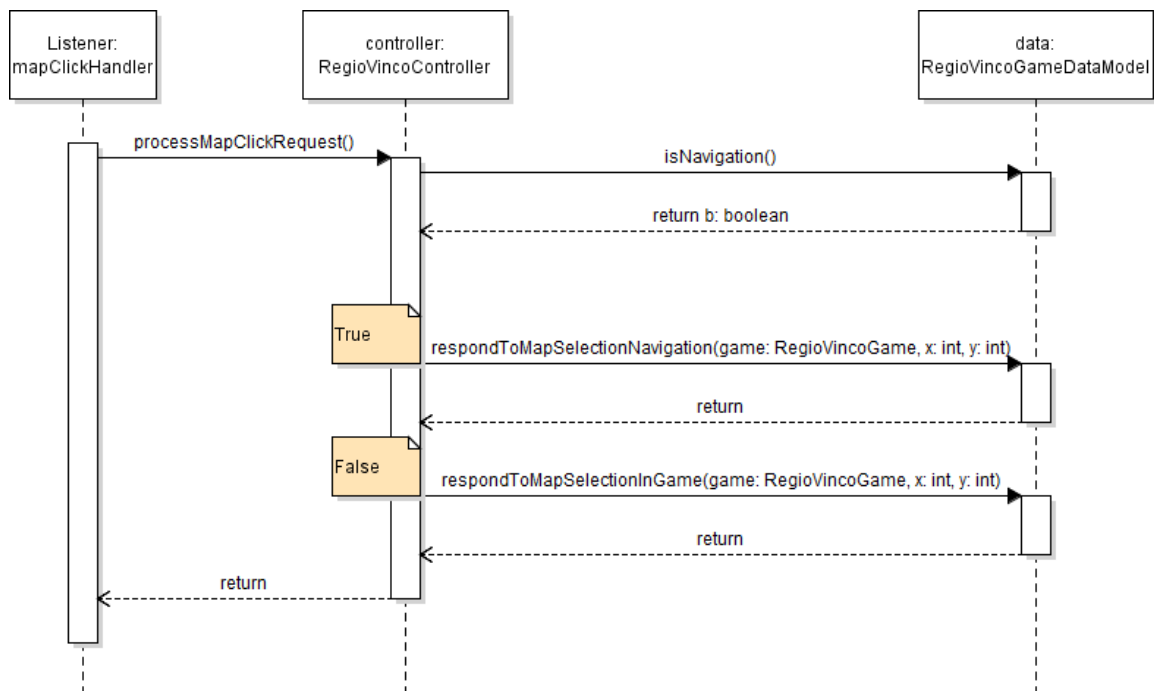 Listener:
mapClickHandler
controller:
RegioVincoController
data:
RegioVincoGameDataModel
processMapClickRequest()
isNavigation()
return b: boolean
True
respondToMapSelectionNavigation(game: RegioVincoGame, x: int, y: int)
return
False
respondToMapSelectionInGame(game: RegioVincoGame, x: int, y: int)
return
return